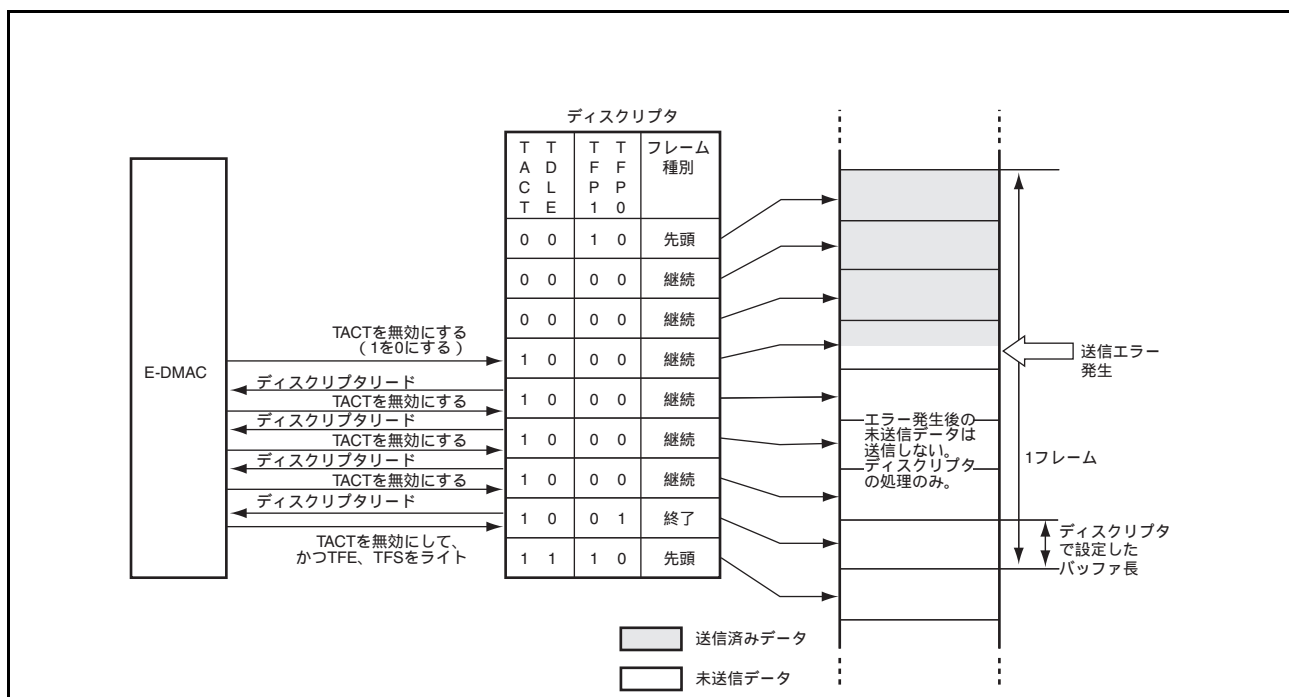 ディスクリプタ
TACT TDLE TFP1 TFP0 フレーム
種別
0 0 1 0 先頭
0 0 0 0 継続
0 0 0 0 継続
1 0 0 0 継続
1 0 0 0 継続
1 0 0 0 継続
1 0 0 0 継続
1 0 0 1 終了
1 1 1 0 先頭
E-DMAC
TACTを無効にする
(1を0にする)
ディスクリプタリード
TACTを無効にする
ディスクリプタリード
TACTを無効にする
ディスクリプタリード
TACTを無効にする
ディスクリプタリード
TACTを無効にして、
かつTFE、TFSをライト
送信エラー
発生
エラー発生後の
未送信データは
送信しない。
ディスクリプタ
の処理のみ。
1フレーム
ディスクリプタ
で設定した
バッファ長
送信済みデータ
未送信データ